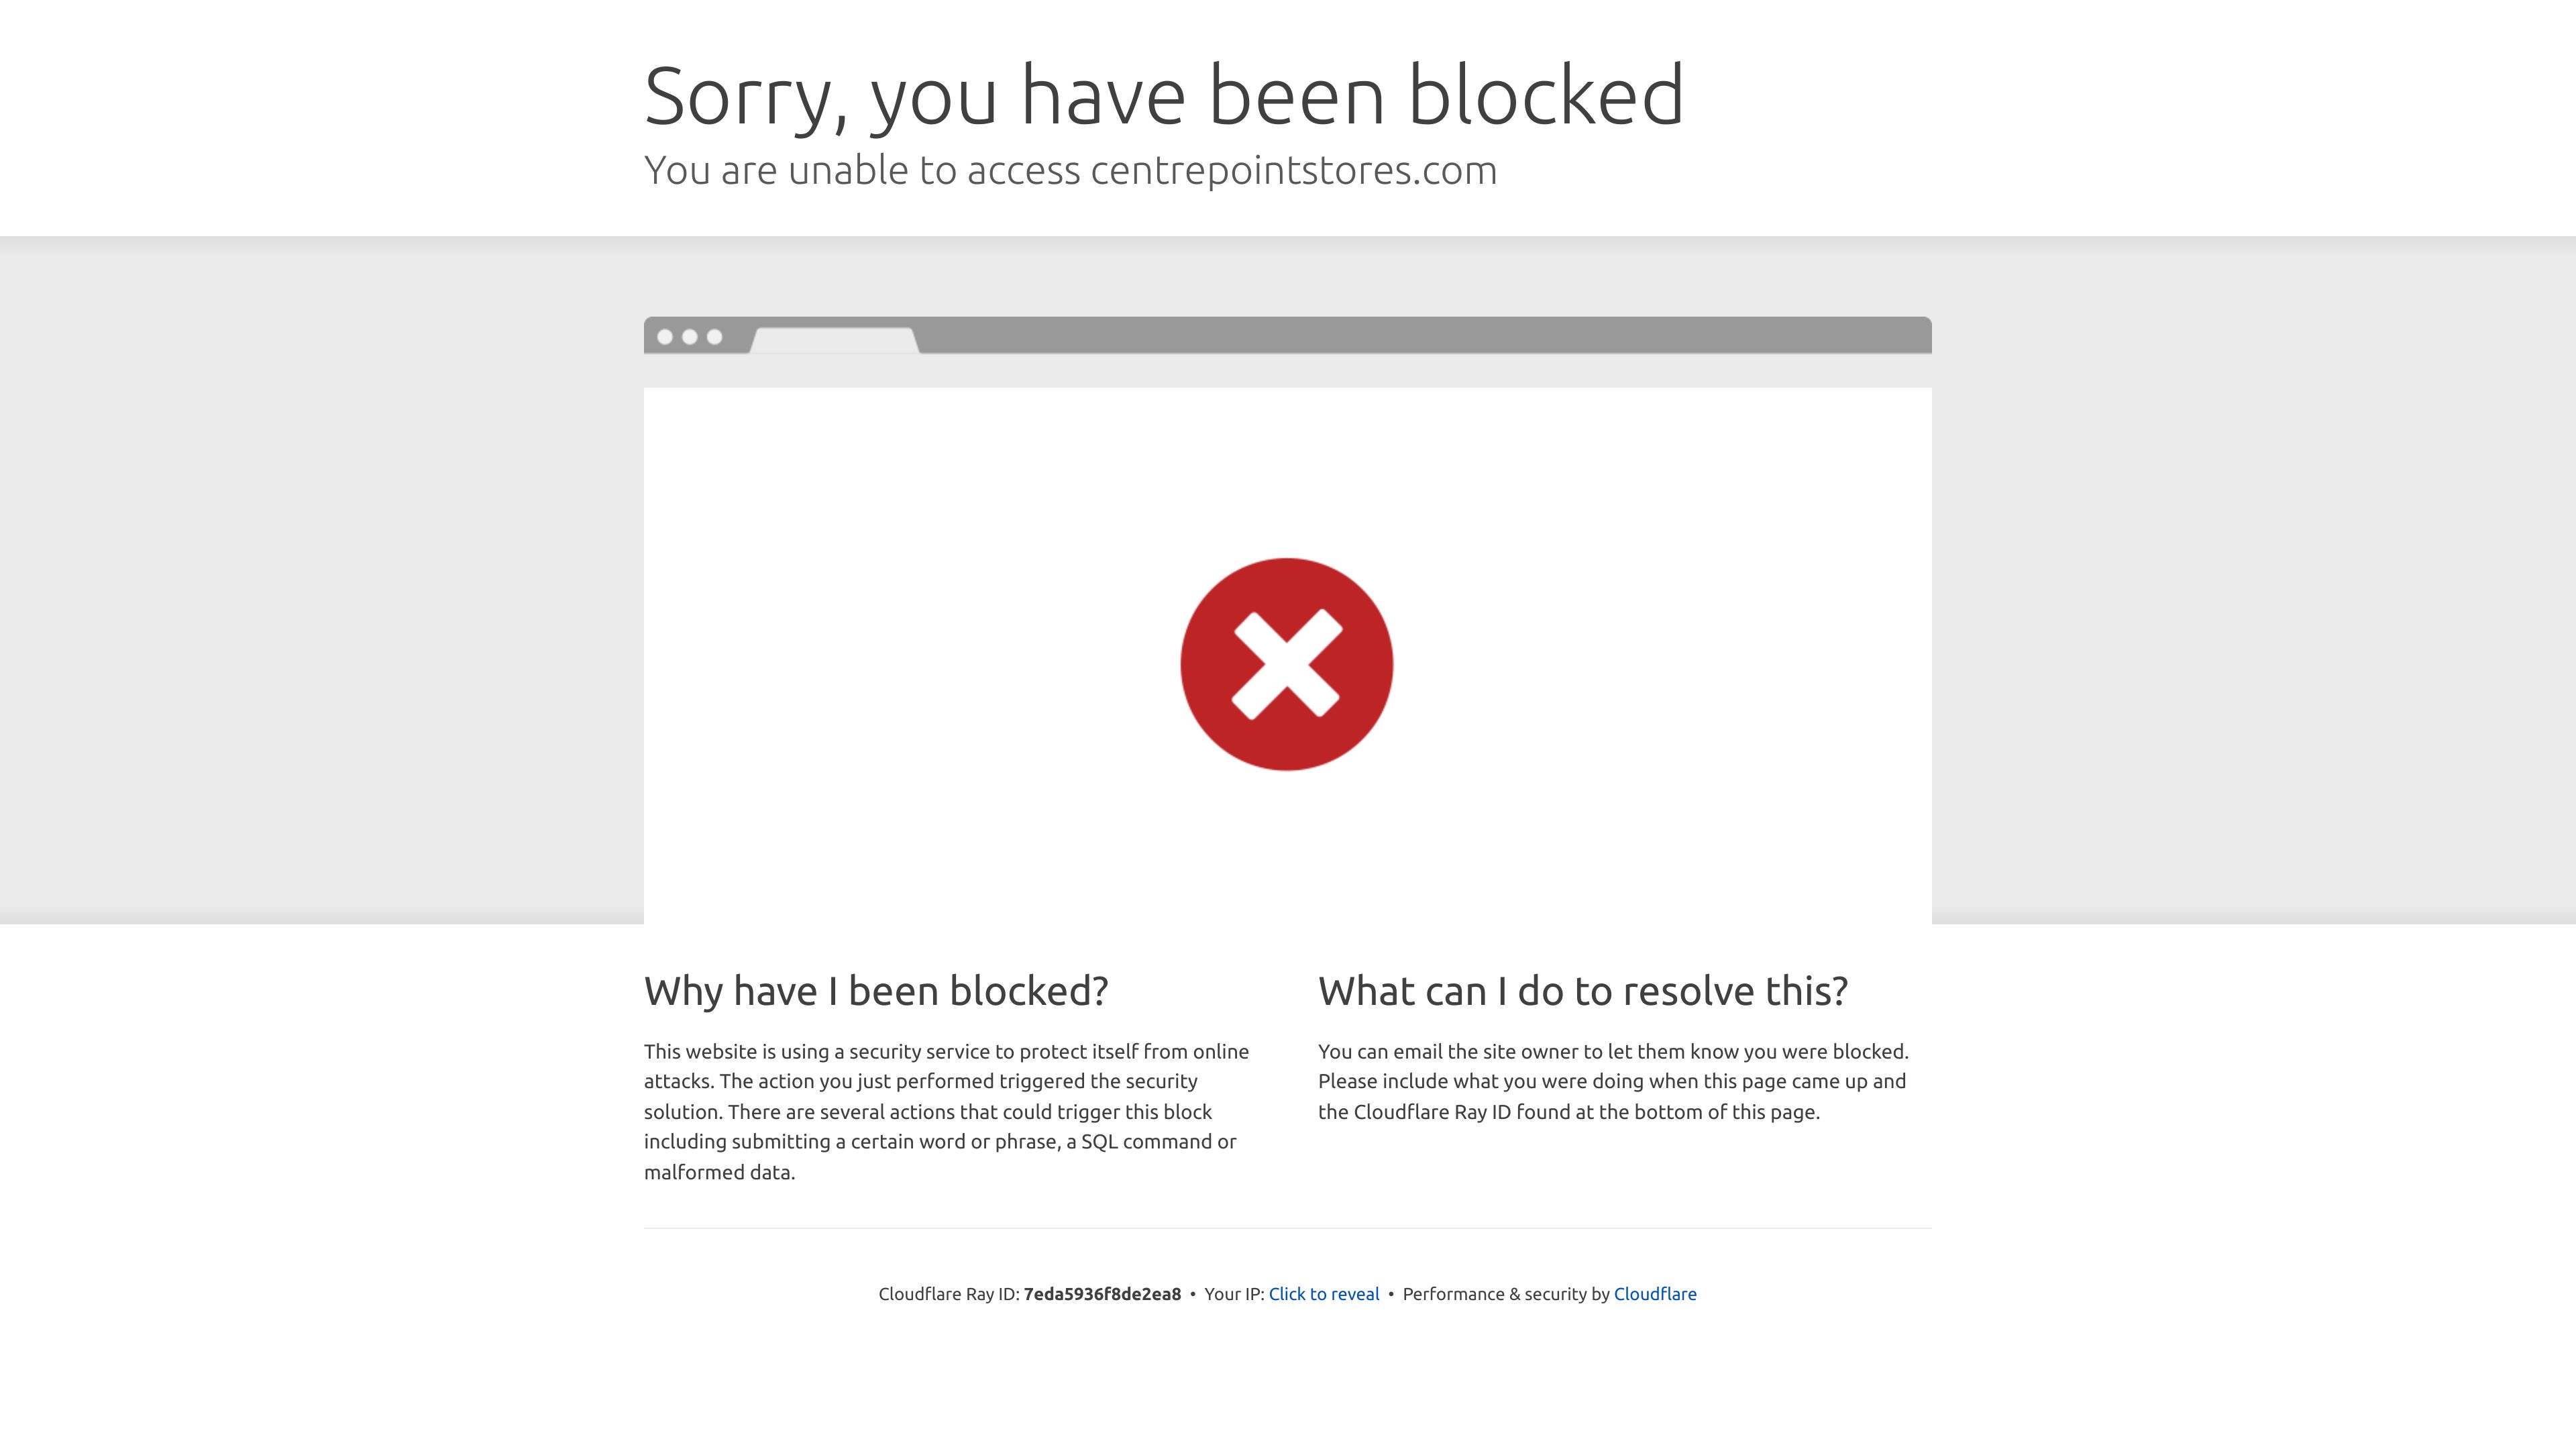 Sorry, you have been blocked
You are unable to access centrepointstores.com
Why have I been blocked?
This website is using a security service to protect itself from online
attacks. The action you just performed triggered the security
solution. There are several actions that could trigger this block
including submitting a certain word or phrase, a SQL command or
malformed data.
What can I do to resolve this?
You can email the site owner to let them know you were blocked.
Please include what you were doing when this page came up and
the Cloudflare Ray ID found at the bottom of this page.
Cloudflare Ray ID: 7eda5936f8de2ea8 • Your IP: Click to reveal • Performance & security by Cloudflare